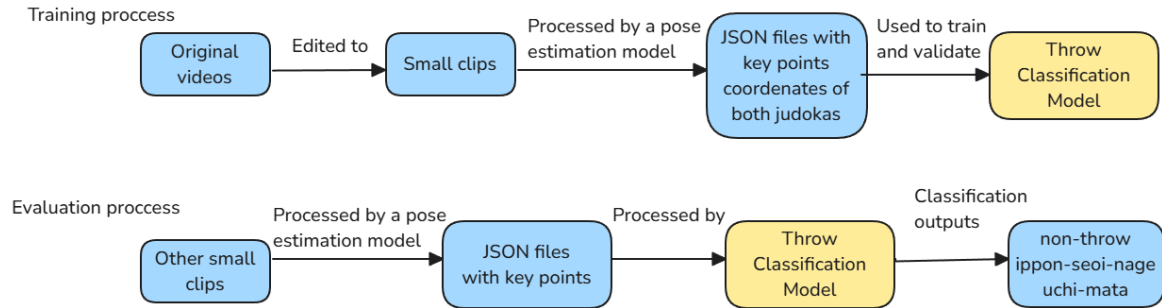 Training proccess
Original
videos
Edited to
Small clips
Processed by a pose
estimation model
JSON files with
key points
coordenates of
both judokas
Used to train
and validate
Throw
Classification
Model
Evaluation proccess
Other small
clips
Processed by a pose
estimation model
JSON files
with key points
Processed by
Throw
Classification
Model
Classification
outputs
non-throw
ippon-seoi-nage
uchi-mata